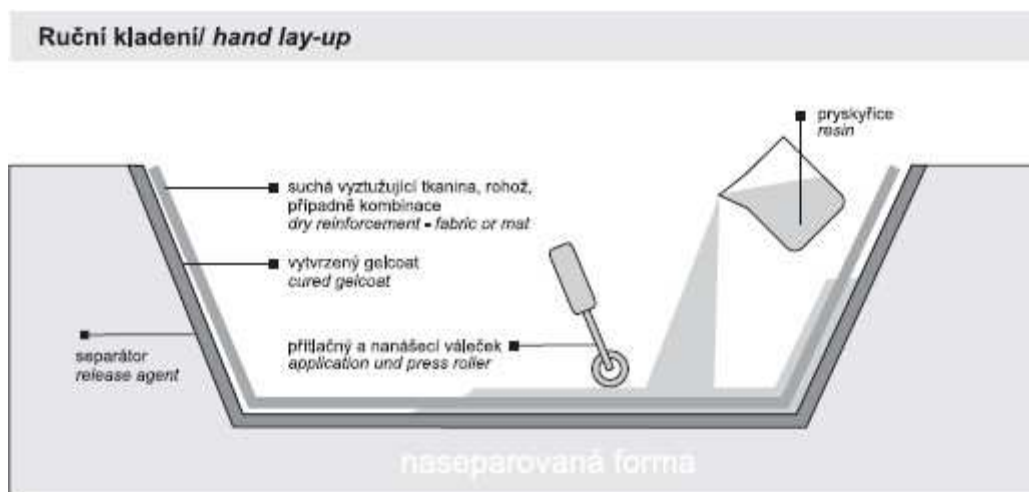 Ruční kladení/ hand lay-up
pryskyřice
resin
suchá vyztužující tkanina, rohož,
případně kombinace
dry reinforcement - fabric or mat
vytvrzený gelcoat
cured gelcoat
přítlačný a nanášecí váleček
application und press roller
separátor
release agent
naseparovaná forma